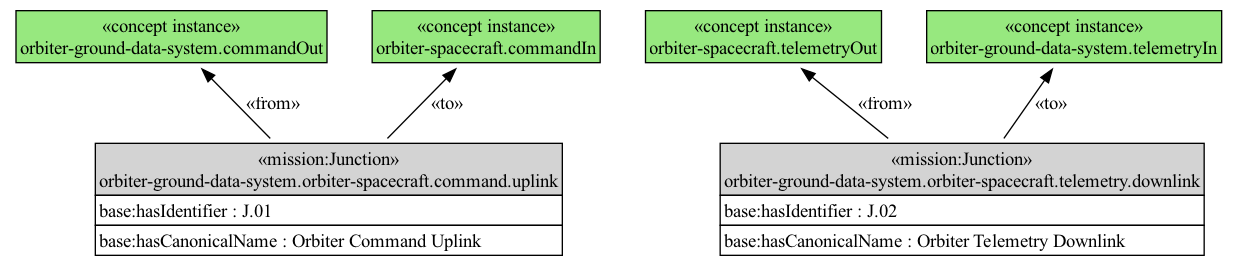 «concept instance»
orbiter-ground-data-system.commandOut
«concept instance»
orbiter-spacecraft.commandIn
«concept instance»
orbiter-spacecraft.telemetryOut
«concept instance»
orbiter-ground-data-system.telemetryIn
«from»
«to»
«from»
«to»
«mission:Junction»
orbiter-ground-data-system.orbiter-spacecraft.command.uplink
base:hasIdentifier : J.01
base:hasCanonicalName : Orbiter Command Uplink
«mission:Junction»
orbiter-ground-data-system.orbiter-spacecraft.telemetry.downlink
base:hasIdentifier : J.02
base:hasCanonicalName : Orbiter Telemetry Downlink